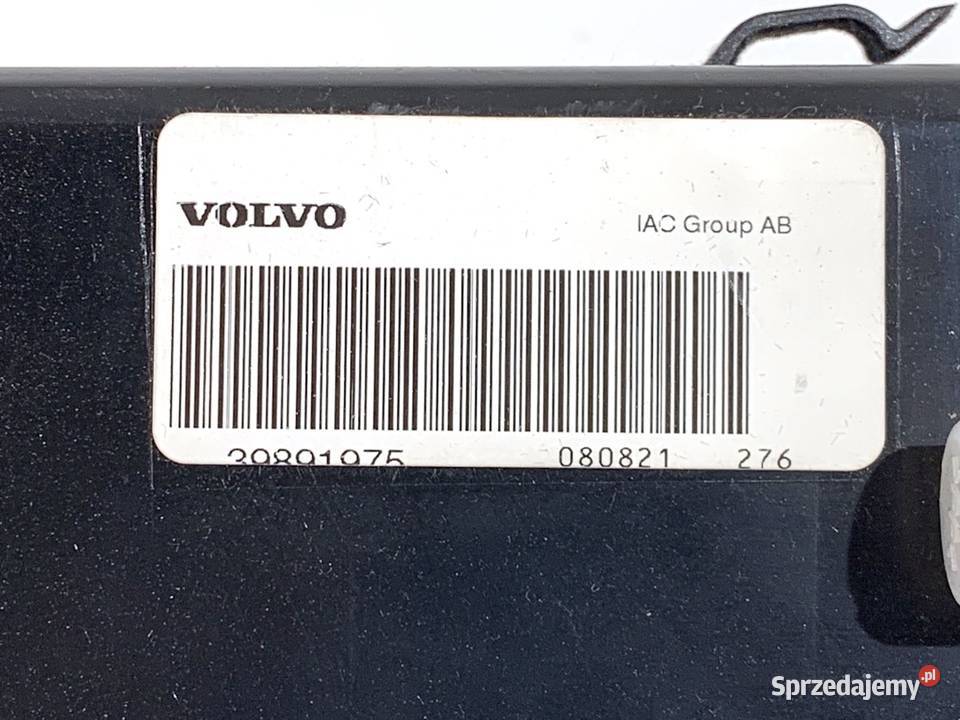 VOLVO IAC Group AB
39891975 080821 276
Sprzedajemy.pl